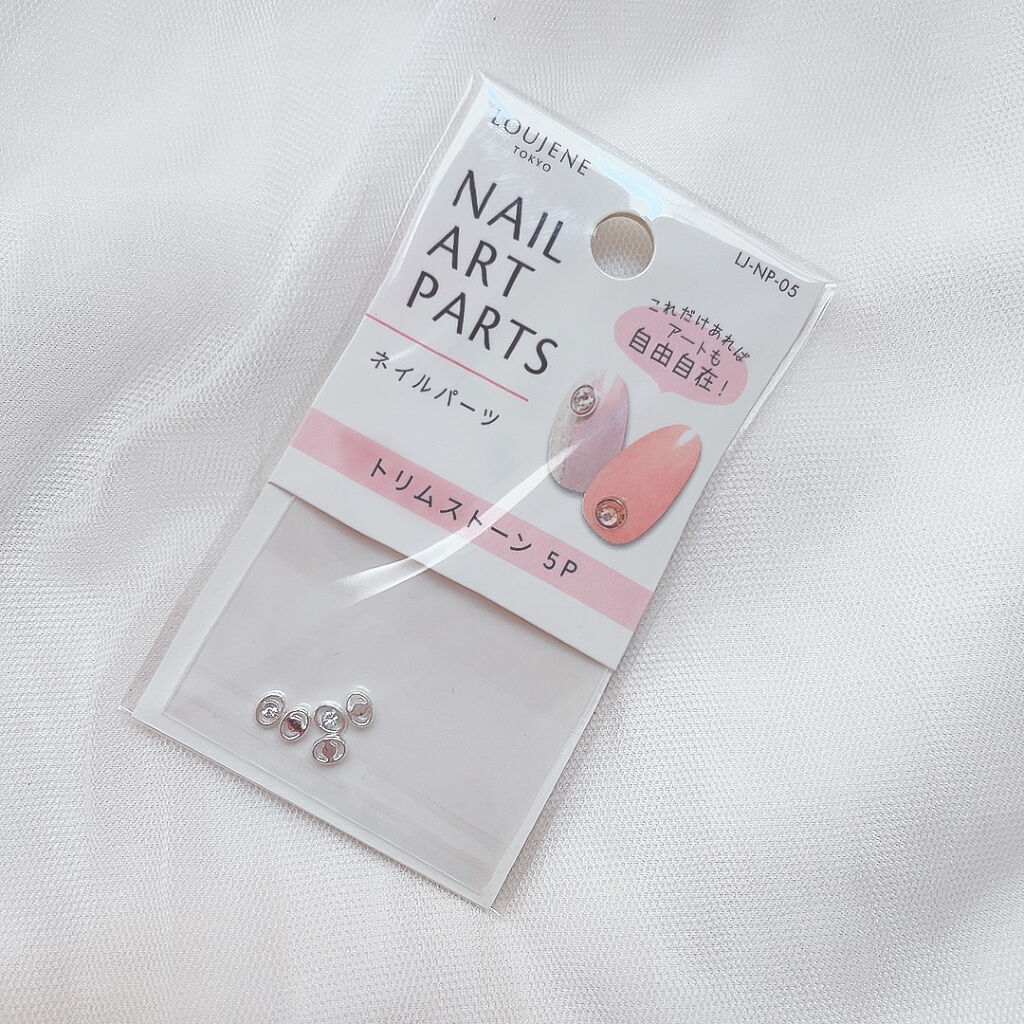 LOUJENE
TOKYO
NAIL
ART
PARTS
ネイルパーツ
LJ-NP-05
これだけあれば
アートも
自由自在!
トリムストーン 5P